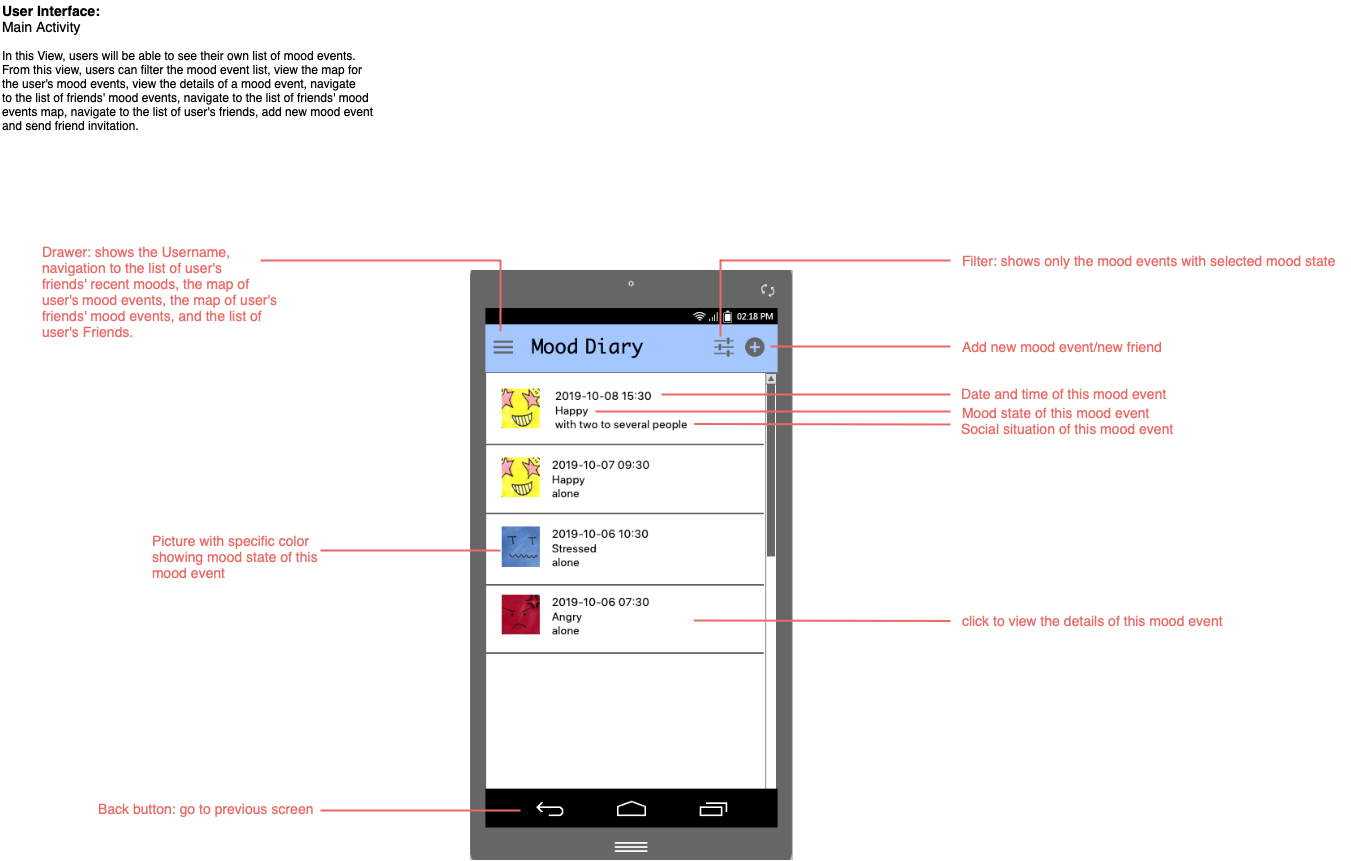 User Interface:
Main Activity
In this View, users will be able to see their own list of mood events.
From this view, users can filter the mood event list, view the map for
the user's mood events, view the details of a mood event, navigate
to the list of friends' mood events, navigate to the list of friends' mood
events map, navigate to the list of user's friends, add new mood event
and send friend invitation.
Drawer: shows the Username,
navigation to the list of user's
friends' recent moods, the map of
user's mood events, the map of user's
friends' mood events, and the list of
user's Friends.
Filter: shows only the mood events with selected mood state
02:18 PM
Mood Diary
Add new mood event/new friend
2019-10-08 15:30
Happy
with two to several people
Date and time of this mood event
Mood state of this mood event
Social situation of this mood event
2019-10-07 09:30
Happy
alone
2019-10-06 10:30
Stressed
alone
Picture with specific color
showing mood state of this
mood event
2019-10-06 07:30
Angry
alone
click to view the details of this mood event
Back button: go to previous screen